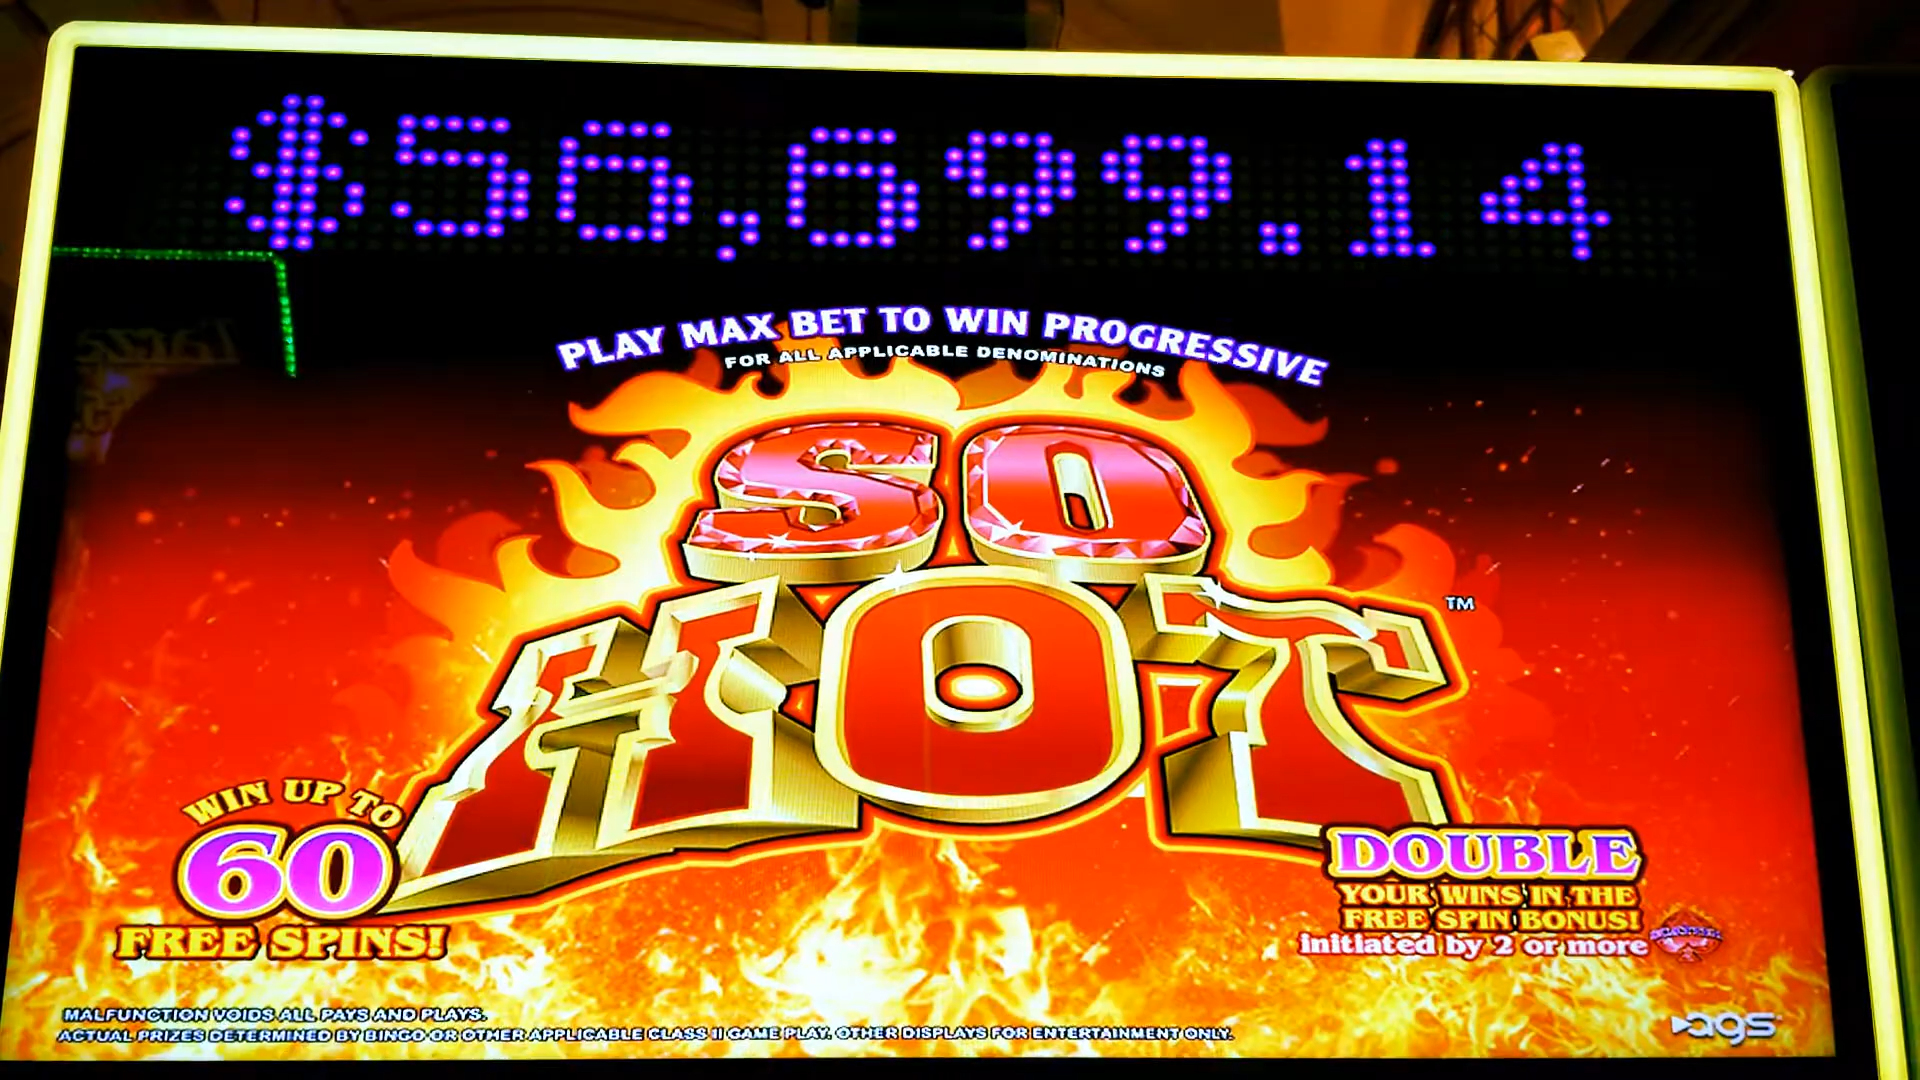 $56,699.14
PLAY MAX BET TO WIN PROGRESSIVE
FOR ALL APPLICABLE DENOMINATIONS
SO
HOT™
WIN UP TO
60
FREE SPINS!
DOUBLE
YOUR WINS IN THE
FREE SPIN BONUS!
initiated by 2 or more
MALFUNCTION VOIDS ALL PAYS AND PLAYS.
ACTUAL PRIZES DETERMINED BY BINGO OR OTHER APPLICABLE CLASS II GAME PLAY. OTHER DISPLAYS FOR ENTERTAINMENT ONLY.
ags